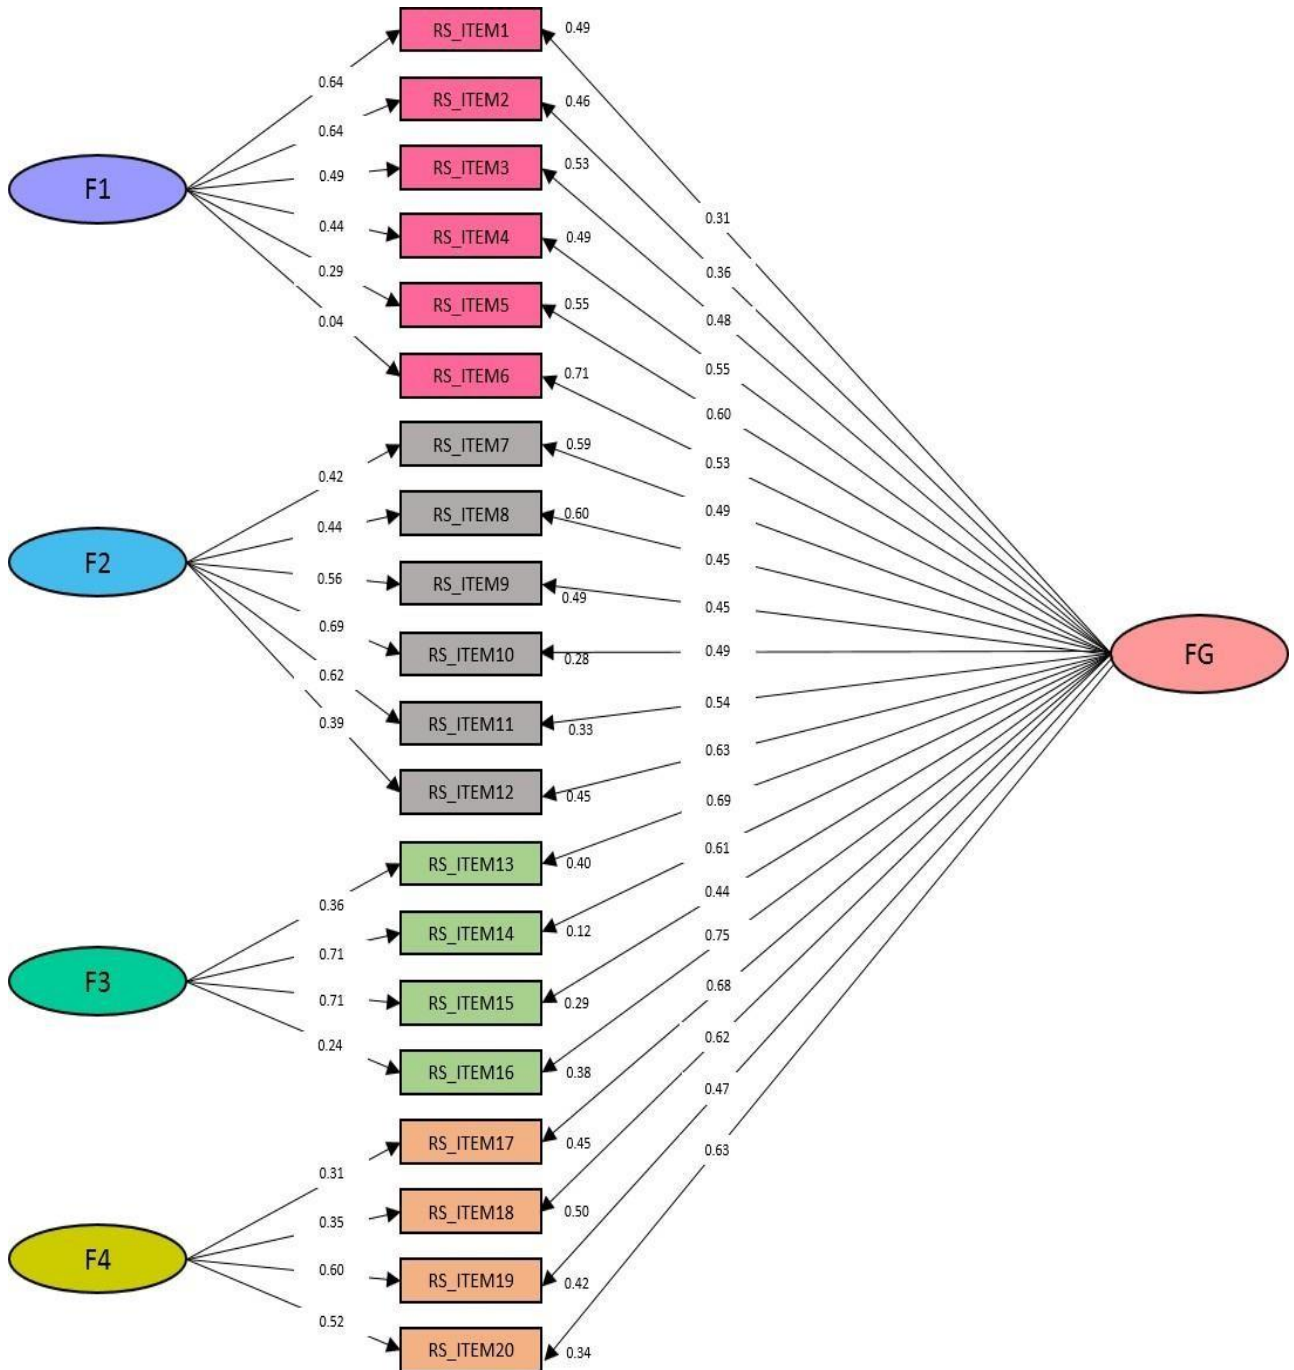 RS_ITEM1 0.49
0.64
RS_ITEM2 0.46
0.64
RS_ITEM3 0.53
F1
0.49
0.31
RS_ITEM4 0.49
0.44
0.36
0.29
RS_ITEM5 0.55
0.48
0.04
RS_ITEM6 0.71
0.55
0.60
RS_ITEM7 0.59
0.53
0.42
RS_ITEM8 0.60
0.49
0.44
F2
0.45
0.56
RS_ITEM9 0.49
0.45
0.69
RS_ITEM10 0.28
0.49
FG
0.62
0.54
0.39
RS_ITEM11 0.33
0.63
RS_ITEM12 0.45
0.69
RS_ITEM13 0.40
0.61
0.36
0.44
RS_ITEM14 0.12
0.75
0.71
F3
0.68
0.71
RS_ITEM15 0.29
0.24
0.62
RS_ITEM16 0.38
0.47
RS_ITEM17 0.45
0.63
0.31
RS_ITEM18 0.50
0.35
F4
0.60
RS_ITEM19 0.42
0.52
RS_ITEM20 0.34